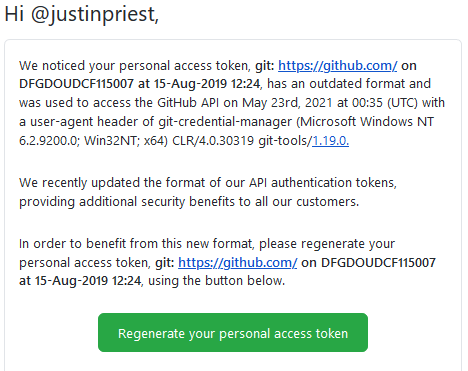 Hi @justinpriest,
We noticed your personal access token, git: https://github.com/ on
DFGDOUDCF115007 at 15-Aug-2019 12:24, has an outdated format and
was used to access the GitHub API on May 23rd, 2021 at 00:35 (UTC) with
a user-agent header of git-credential-manager (Microsoft Windows NT
6.2.9200.0; Win32NT; x64) CLR/4.0.30319 git-tools/1.19.0.
We recently updated the format of our API authentication tokens,
providing additional security benefits to all our customers.
In order to benefit from this new format, please regenerate your
personal access token, git: https://github.com/ on DFGDOUDCF115007
at 15-Aug-2019 12:24, using the button below.
Regenerate your personal access token